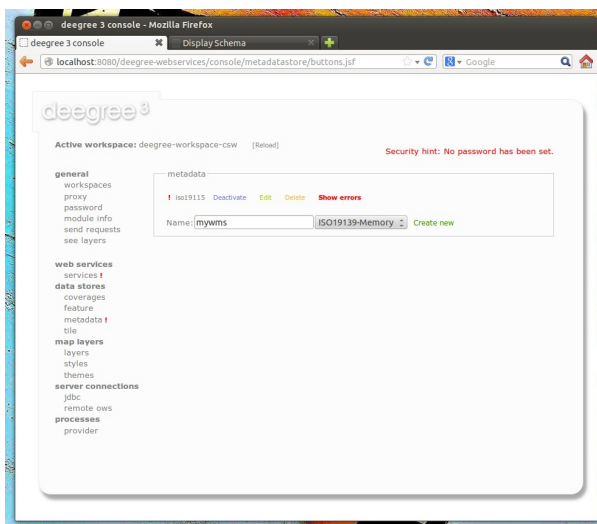 deegree 3 console - Mozilla Firefox
deegree 3 console
Display Schema
localhost:8080/deegree-webservices/console/metadatastore/buttons.jsf
Google
deegree 3
Active workspace: deegree-workspace-csw [Reload]
Security hint: No password has been set.
general
workspaces
proxy
password
module info
send requests
see layers
web services
services !
data stores
coverages
feature
metadata !
tile
map layers
layers
styles
themes
server connections
jdbc
remote ows
processes
provider
metadata
! iso19115 Deactivate Edit Delete Show errors
Name: mywms ISO19139-Memory Create new